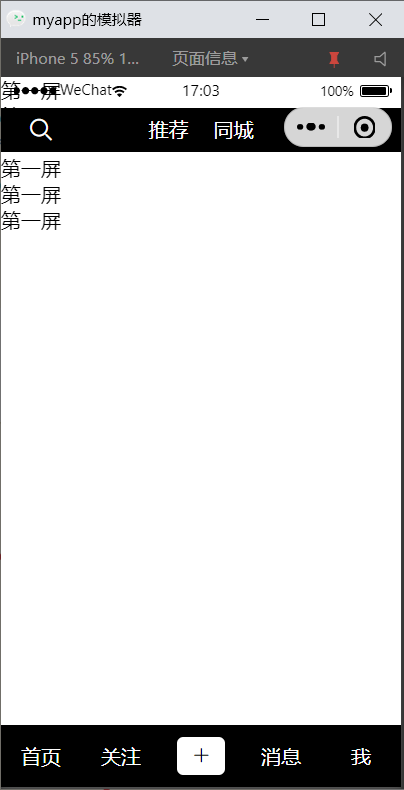 myapp的模拟器
iPhone 5 85% 1...
页面信息
第一屏
WeChat
17:03
100%
推荐
同城
第一屏
第一屏
第一屏
首页
关注
+
消息
我